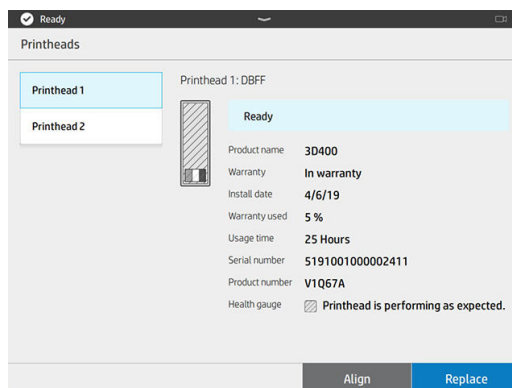 Ready
Printheads
Printhead 1
Printhead 2
Printhead 1: DBFF
Ready
Product name 3D400
Warranty In warranty
Install date 4/6/19
Warranty used 5 %
Usage time 25 Hours
Serial number 5191001000002411
Product number V1Q67A
Health gauge Printhead is performing as expected.
Align Replace